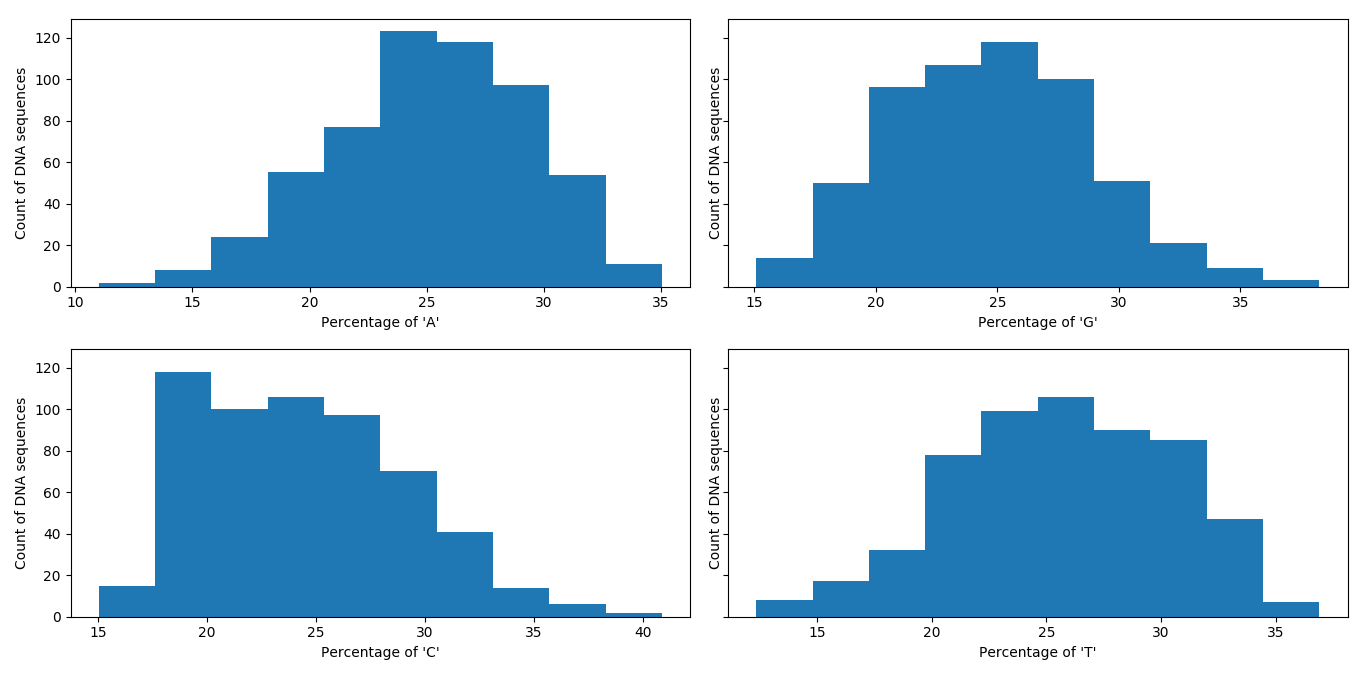 Count of DNA sequences
120
100
80
60
40
20
0
10 15 20 25 30 35
Percentage of 'A'
Count of DNA sequences
15 20 25 30 35
Percentage of 'G'
Count of DNA sequences
120
100
80
60
40
20
0
15 20 25 30 35 40
Percentage of 'C'
Count of DNA sequences
15 20 25 30 35
Percentage of 'T'